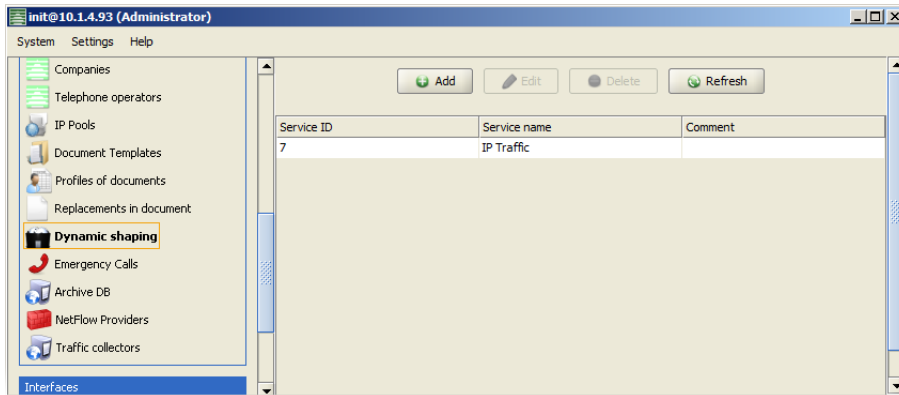 init@10.1.4.93 (Administrator)
System Settings Help
Companies
Telephone operators
IP Pools
Document Templates
Profiles of documents
Replacements in document
Dynamic shaping
Emergency Calls
Archive DB
NetFlow Providers
Traffic collectors
Interfaces
Add Edit Delete Refresh
Service ID Service name Comment
7 IP Traffic